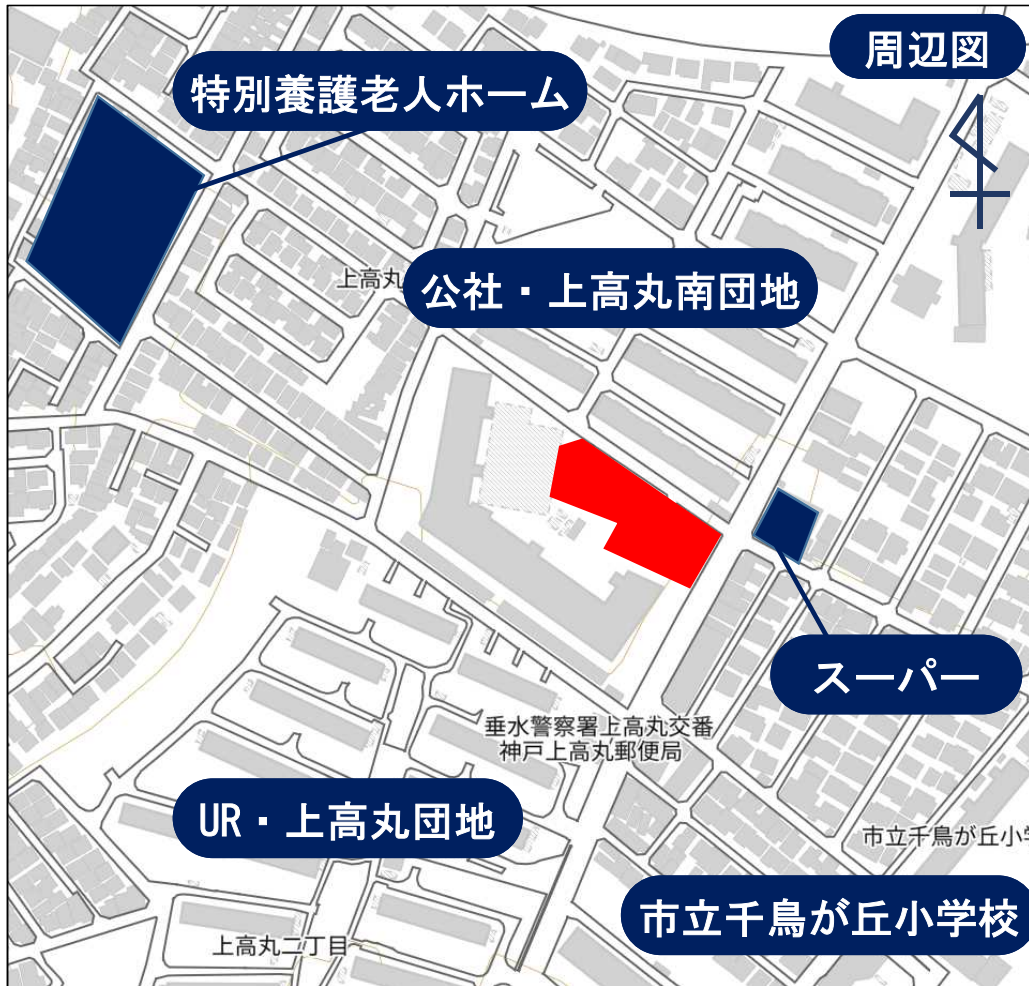 周辺図
特別養護老人ホーム
上高丸
公社・上高丸南団地
スーパー
垂水警察署上高丸交番
神戸上高丸郵便局
UR・上高丸団地
市立千鳥が丘小学
市立千鳥が丘小学校
上高丸二丁目